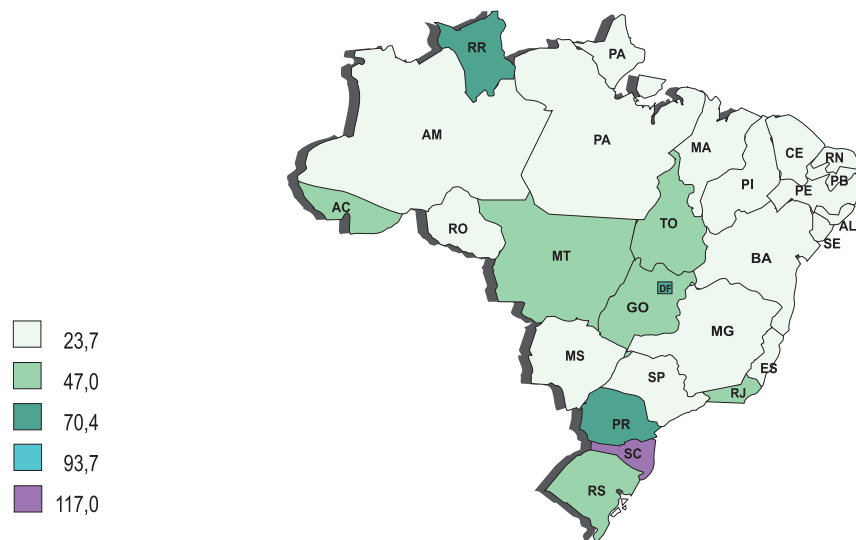 RR
PA
AM
PA
MA
CE
RN
PB
PI
PE
AC
RO
TO
AL
SE
MT
BA
DF
GO
MG
MS
ES
SP
RJ
PR
SC
RS
23,7
47,0
70,4
93,7
117,0